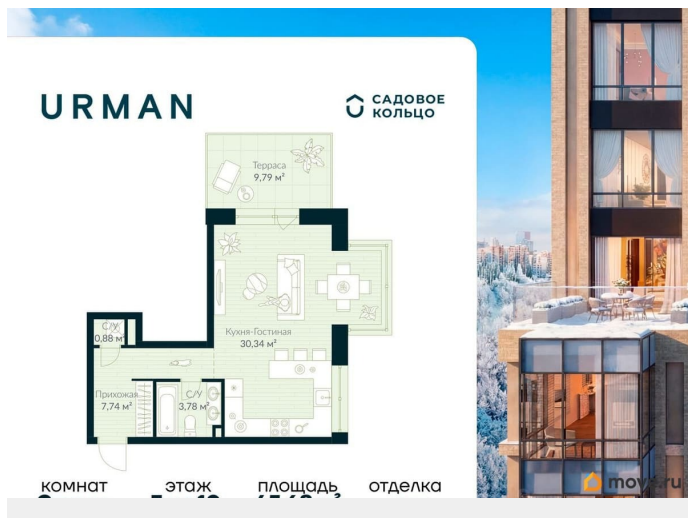 URMAN
САДОВОЕ
КОЛЬЦО
Терраса
9,79 м²
С/У
0,88 м²
Кухня-Гостиная
30,34 м²
Прихожая
7,74 м²
С/У
3,78 м²
комнат этаж площадь отделка
move.ru